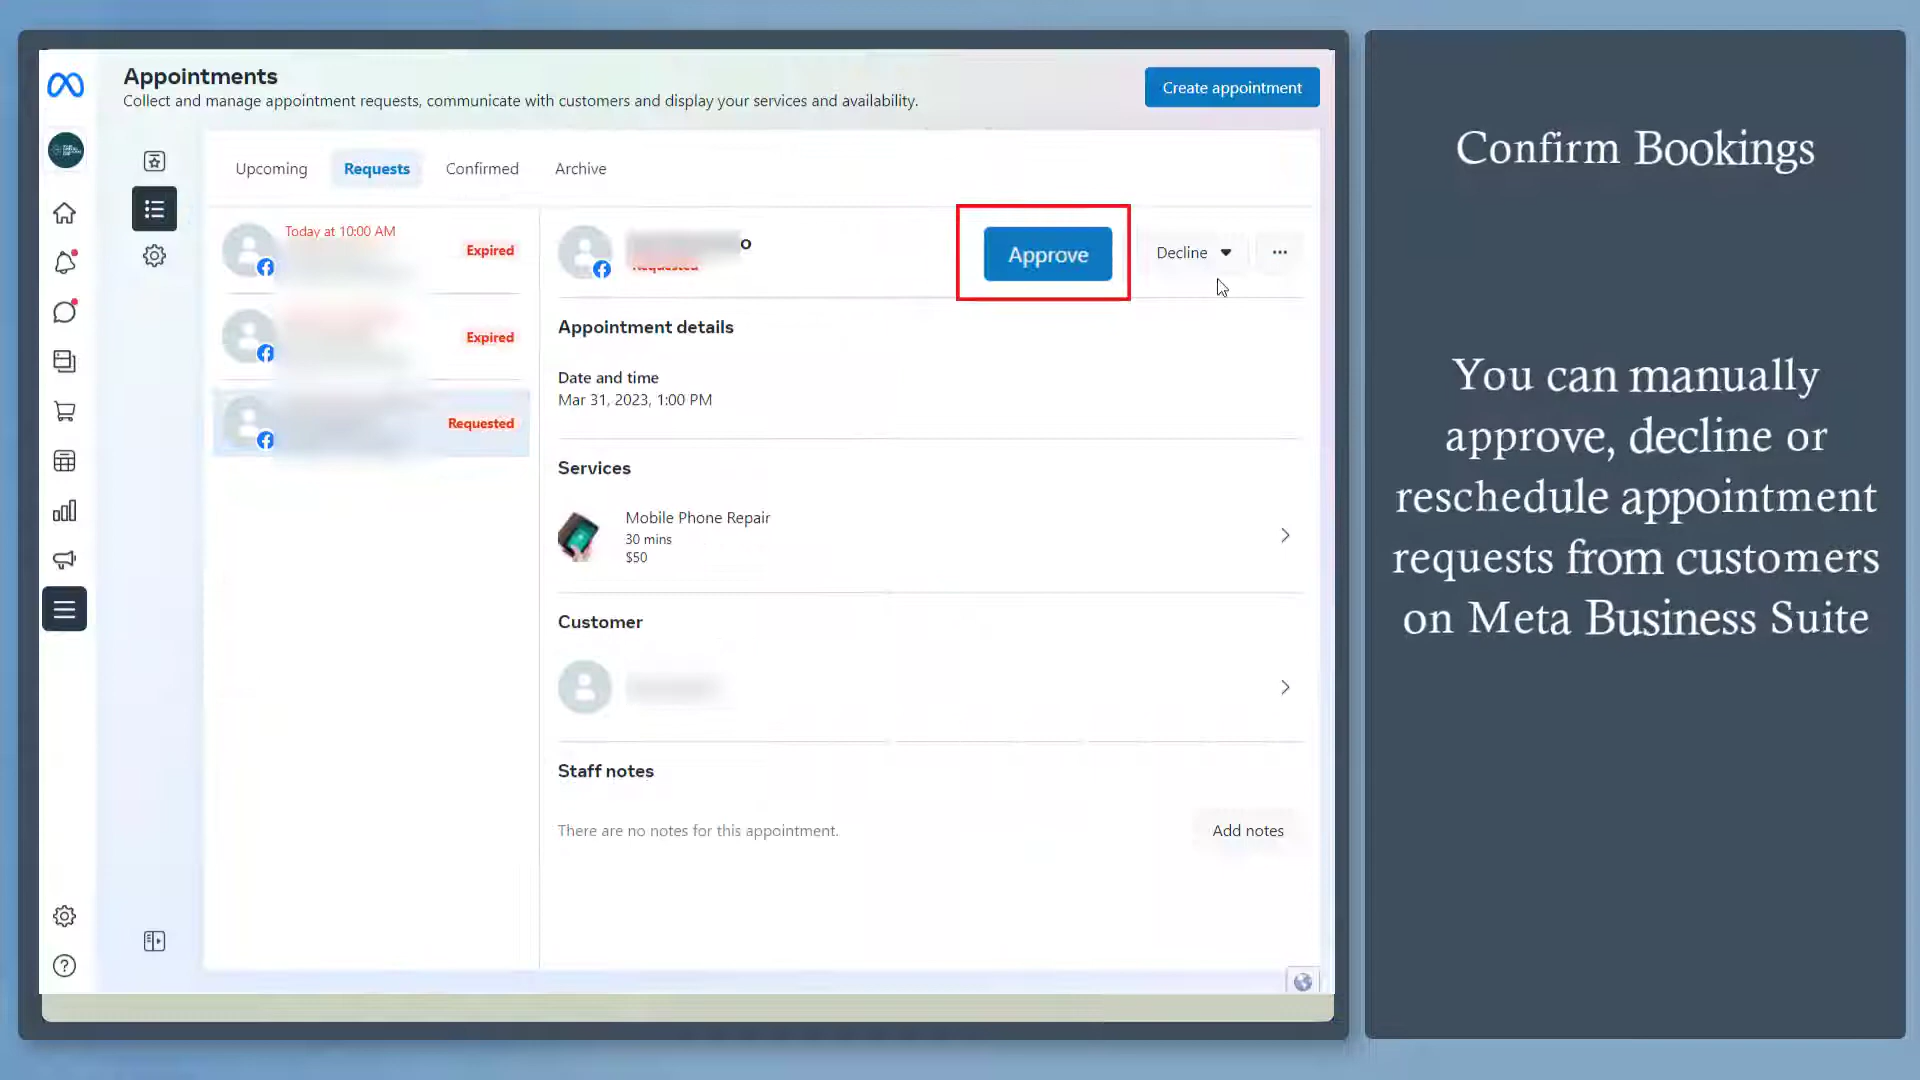 Appointments
Collect and manage appointment requests, communicate with customers and display your services and availability.
Create appointment
Upcoming
Requests
Confirmed
Archive
Today at 10:00 AM
Expired
Expired
Requested
o
Requested
Approve
Decline
Appointment details
Date and time
Mar 31, 2023, 1:00 PM
Services
Mobile Phone Repair
30 mins
$50
Customer
Staff notes
There are no notes for this appointment.
Add notes
Confirm Bookings
You can manually
approve, decline or
reschedule appointment
requests from customers
on Meta Business Suite